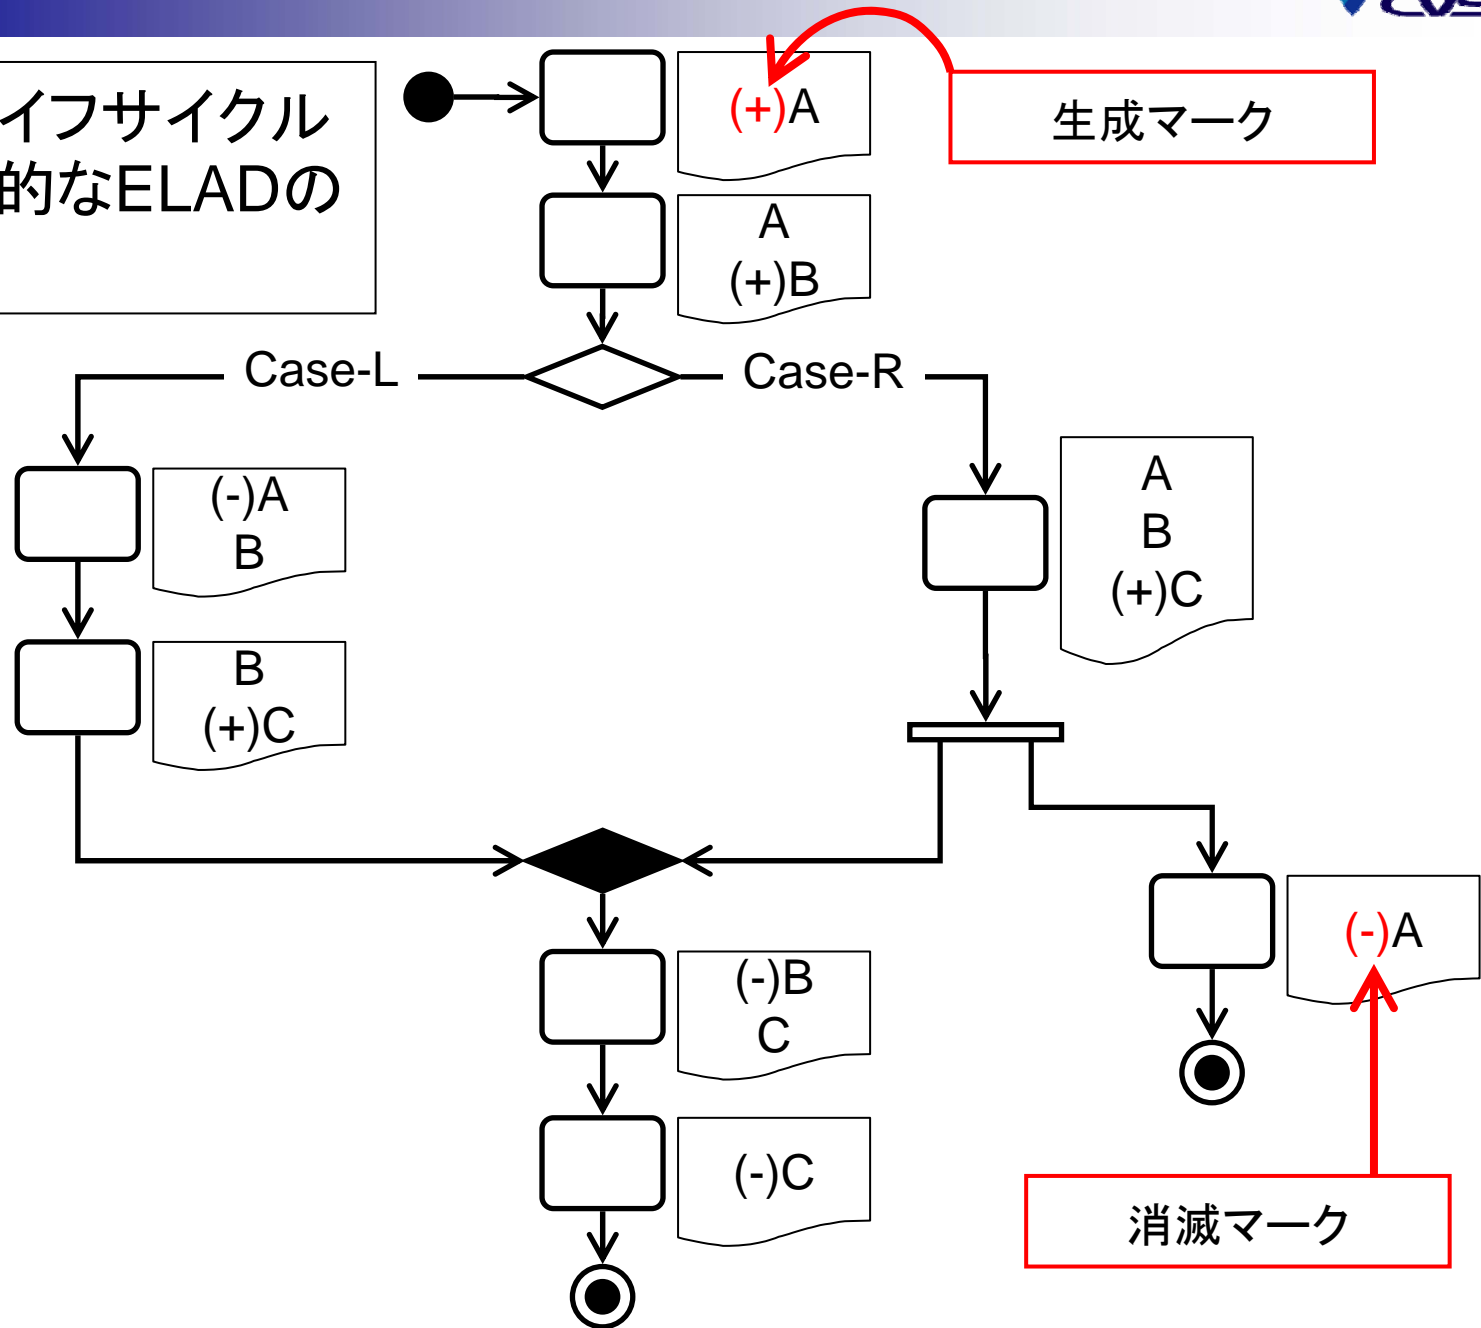 イフサイクル
的なELADの
(+)A
生成マーク
A
(+)B
Case-L
Case-R
(-)A
B
A
B
(+)C
B
(+)C
(-)A
(-)B
C
(-)C
消滅マーク